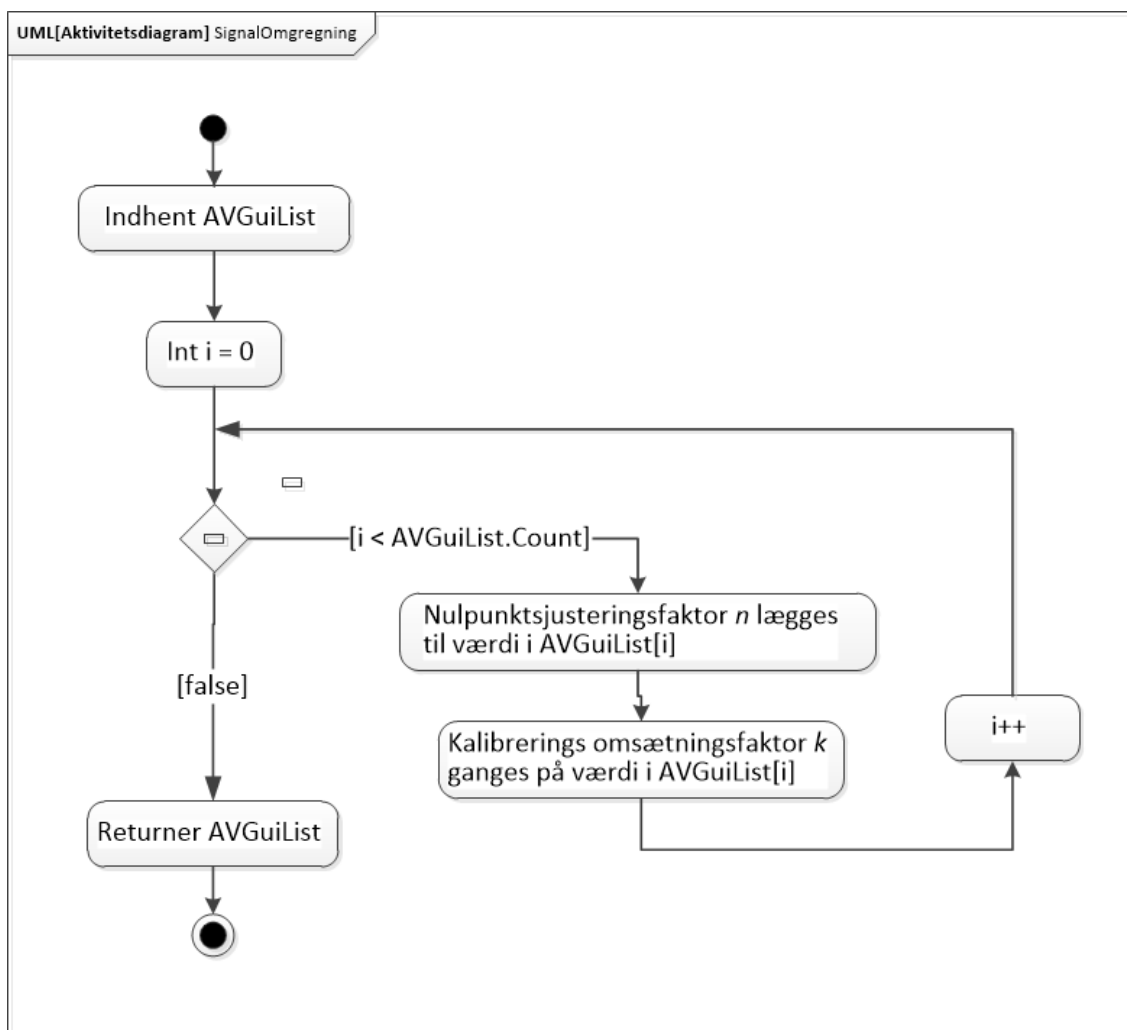 UML[Aktivitetsdiagram] SignalOmgregning
Indhent AVGuiList
Int i = 0
[i < AVGuiList.Count]
Nulpunktsjusteringsfaktor n lægges
til værdi i AVGuiList[i]
[false]
Kalibrerings omsætningsfaktor k
ganges på værdi i AVGuiList[i]
i++
Returner AVGuiList